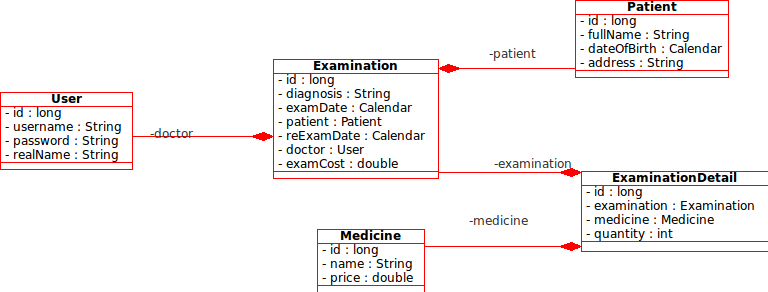 Patient
- id : long
- fullName : String
- dateOfBirth : Calendar
- address : String
-patient
Examination
- id : long
- diagnosis : String
- examDate : Calendar
- patient : Patient
- reExamDate : Calendar
- doctor : User
- examCost : double
User
- id : long
- username : String
- password : String
- realName : String
-doctor
-examination
ExaminationDetail
- id : long
- examination : Examination
- medicine : Medicine
- quantity : int
-medicine
Medicine
- id : long
- name : String
- price : double